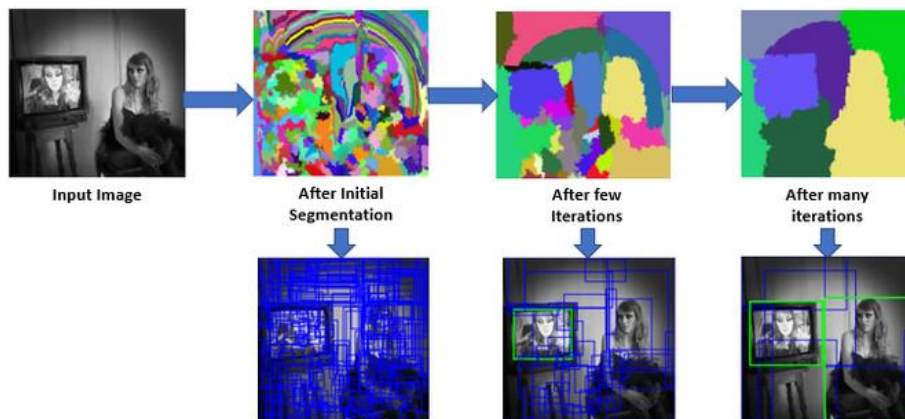 Input Image
After Initial
Segmentation
After few
Iterations
After many
iterations